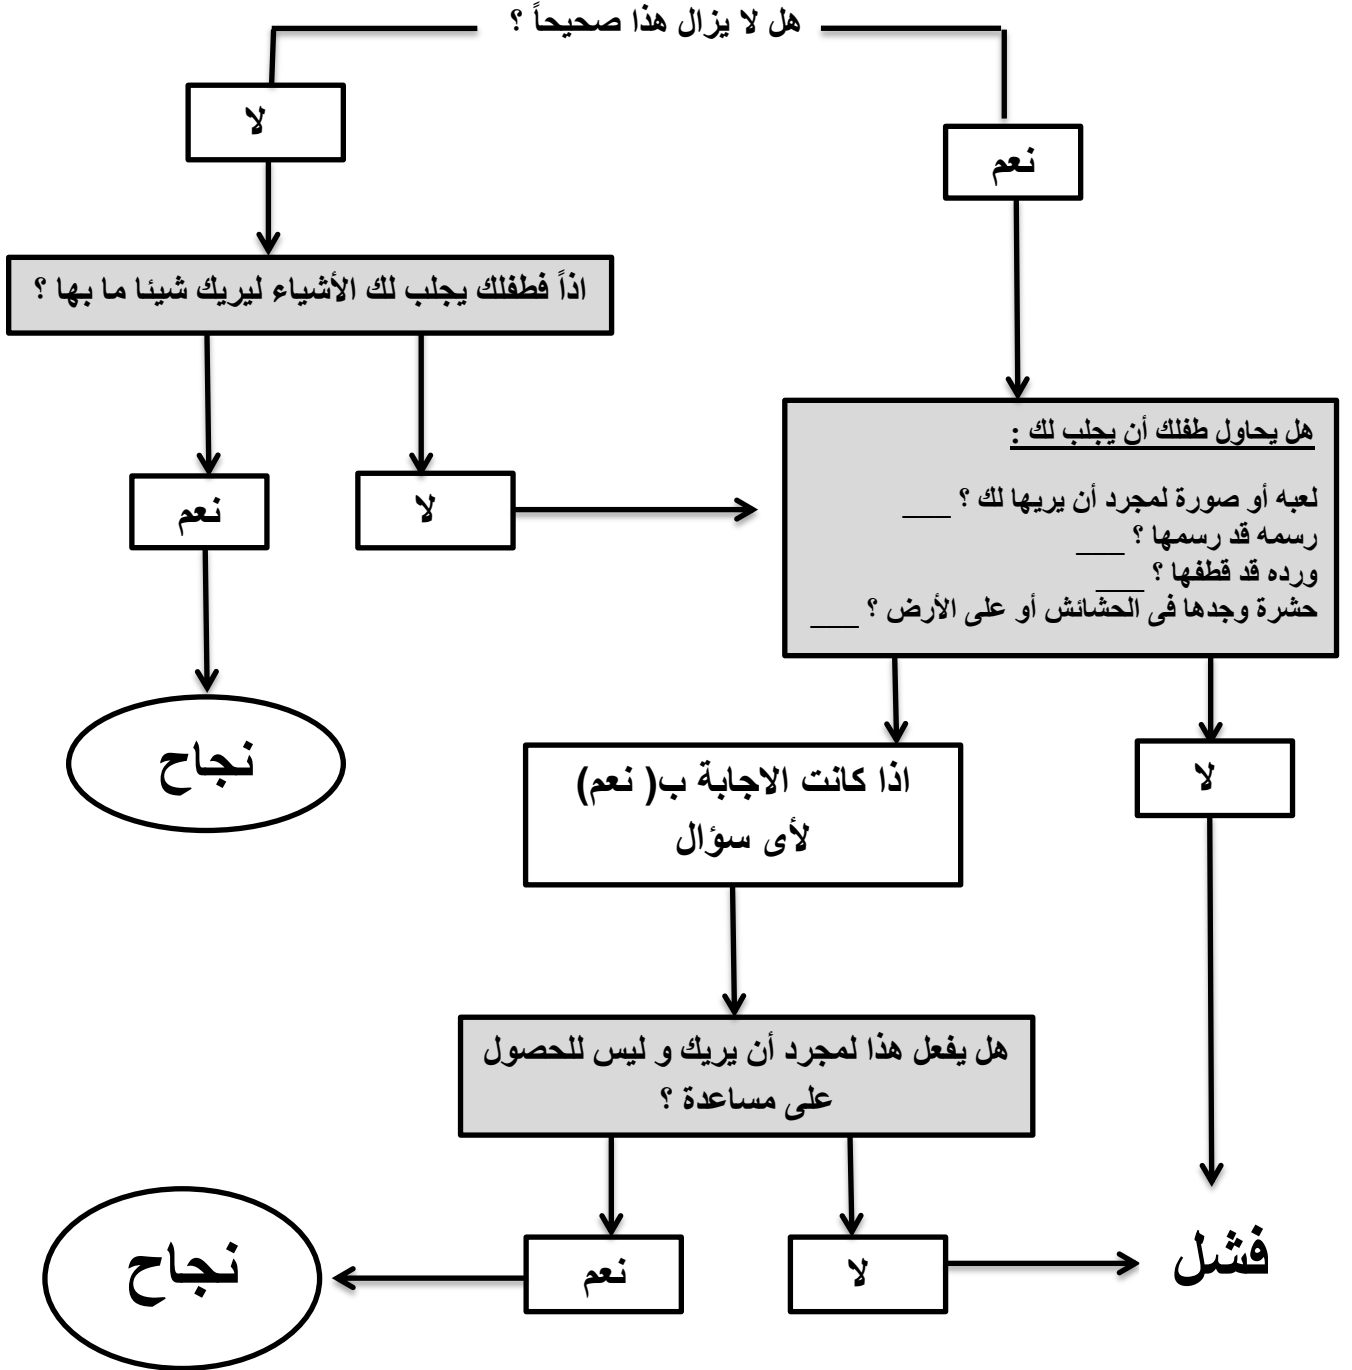 هل لا يزال هذا صحيحاً ؟
لا
نعم
اذاً فطفلك يجلب لك الأشياء ليريك شيئا ما بها ؟
نعم
لا
هل يحاول طفلك أن يجلب لك :
لعبه أو صورة لمجرد أن يريها لك ؟ ___
رسمه قد رسمها ؟ ___
ورده قد قطفها ؟ ___
حشرة وجدها فى الحشائش أو على الأرض ؟ ___
نجاح
اذا كانت الاجابة ب( نعم)
لأى سؤال
لا
هل يفعل هذا لمجرد أن يريك و ليس للحصول
على مساعدة ؟
نعم
لا
نجاح
فشل